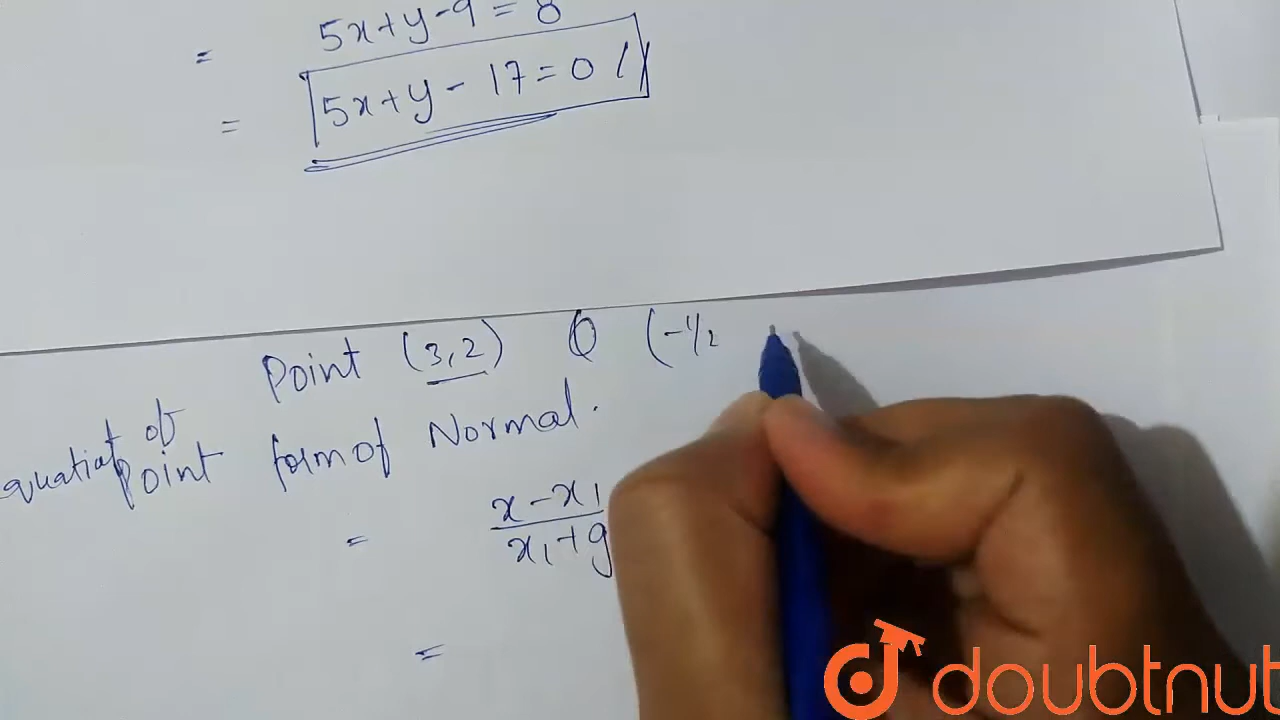 = 5x+y-9 = 8
= 5x+y-17=0 //
Point (3,2) Q (-1/2
equation of
point form of Normal.
= x-x1
x1+g
=
doubtnut